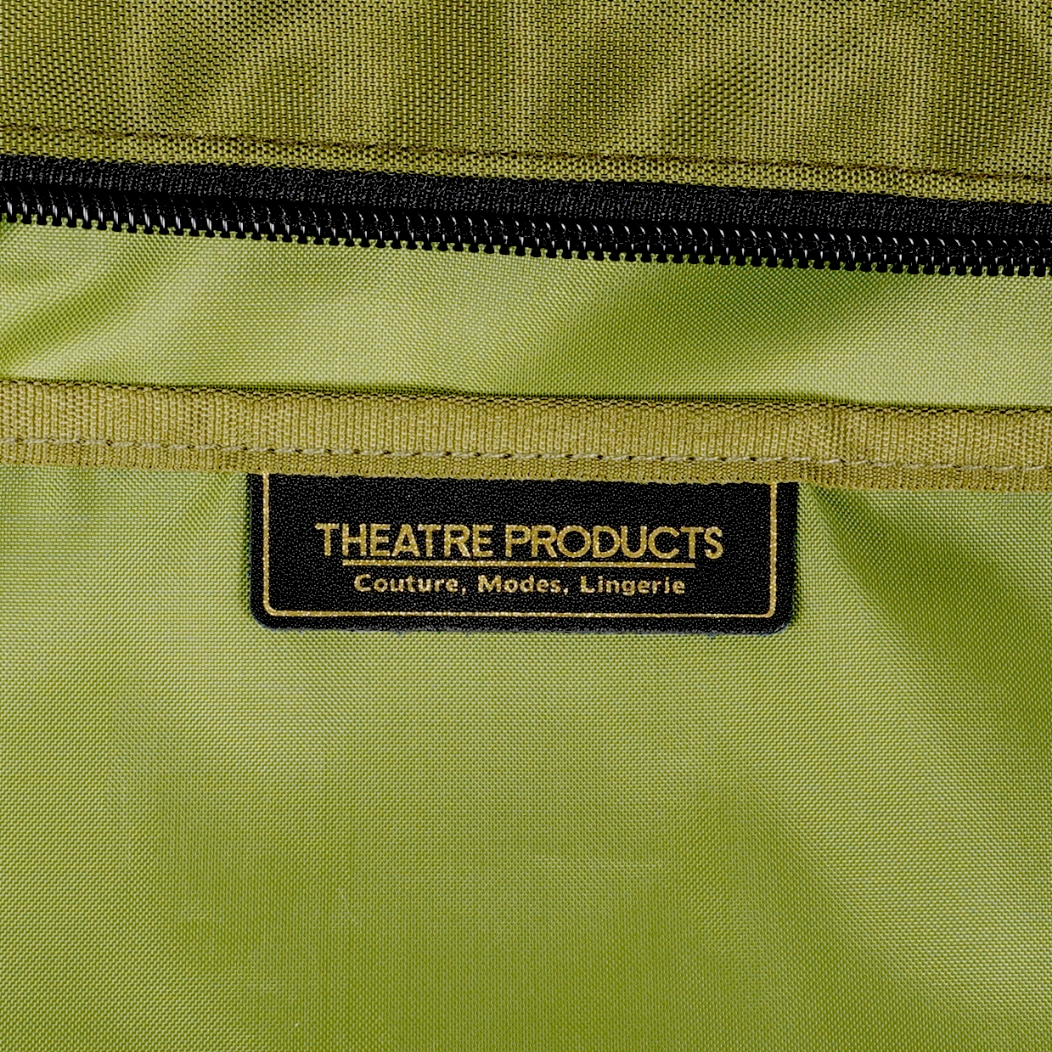 THEATRE PRODUCTS
Couture, Modes, Lingerie